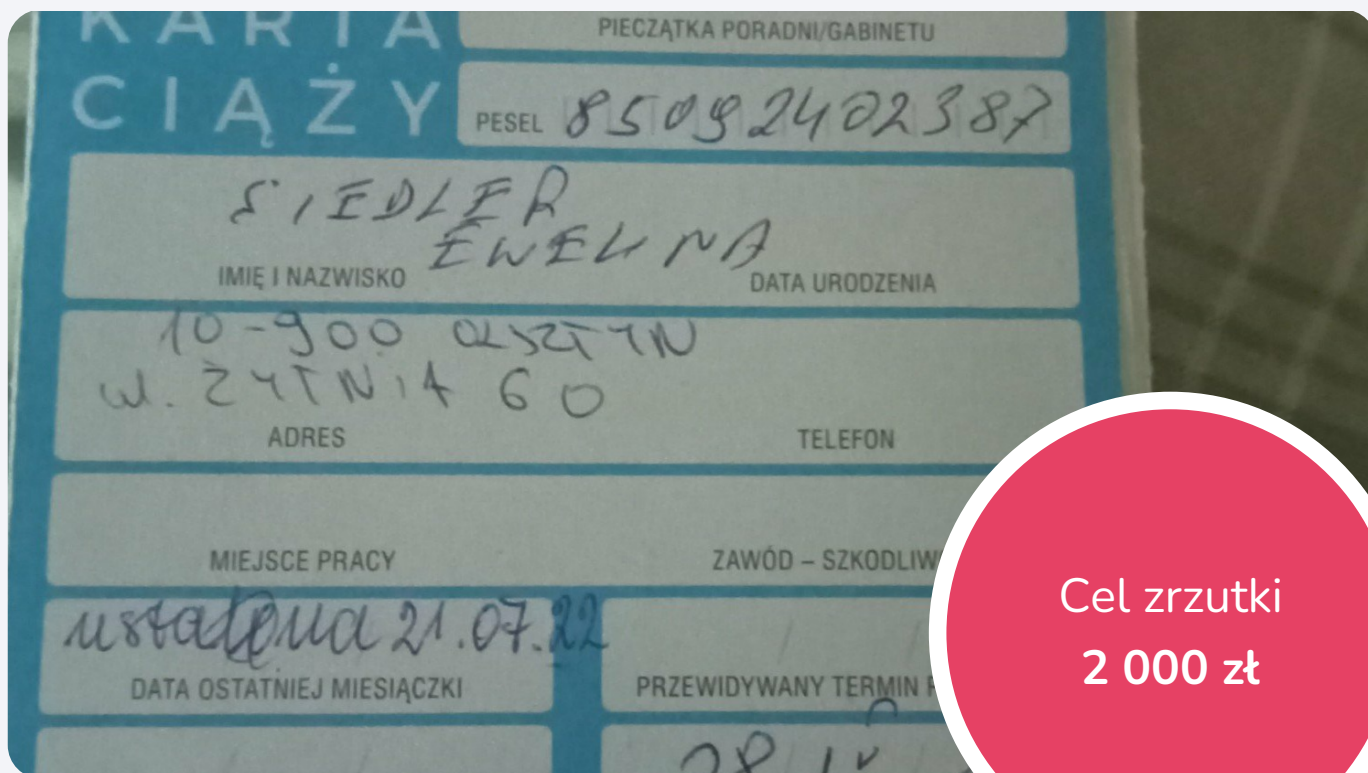 KARTA
PIECZĄTKA PORADNI/GABINETU
CIĄŻY
PESEL 85092402387
SIEDLER
EWELINA
IMIĘ I NAZWISKO DATA URODZENIA
10-900 OLSZTYN
ul. ŻYTNIA 60
ADRES TELEFON
MIEJSCE PRACY ZAWÓD – SZKODLIW
ustalona 21.07.22
DATA OSTATNIEJ MIESIĄCZKI PRZEWIDYWANY TERMIN
Cel zrzutki
2 000 zł